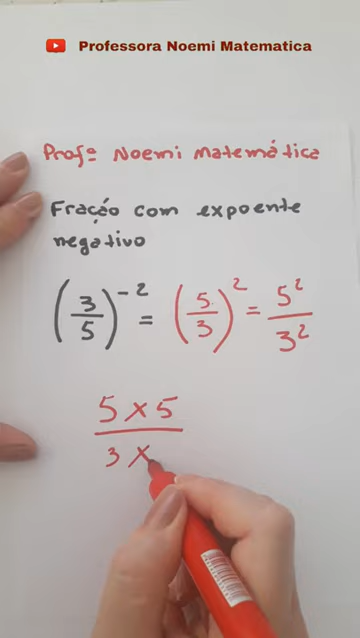 Professora Noemi Matematica
Profª Noemi Matemática
Fração com expoente
negativo
(3/5)⁻² = (5/3)² = 5²/3²
5 × 5
3 ×